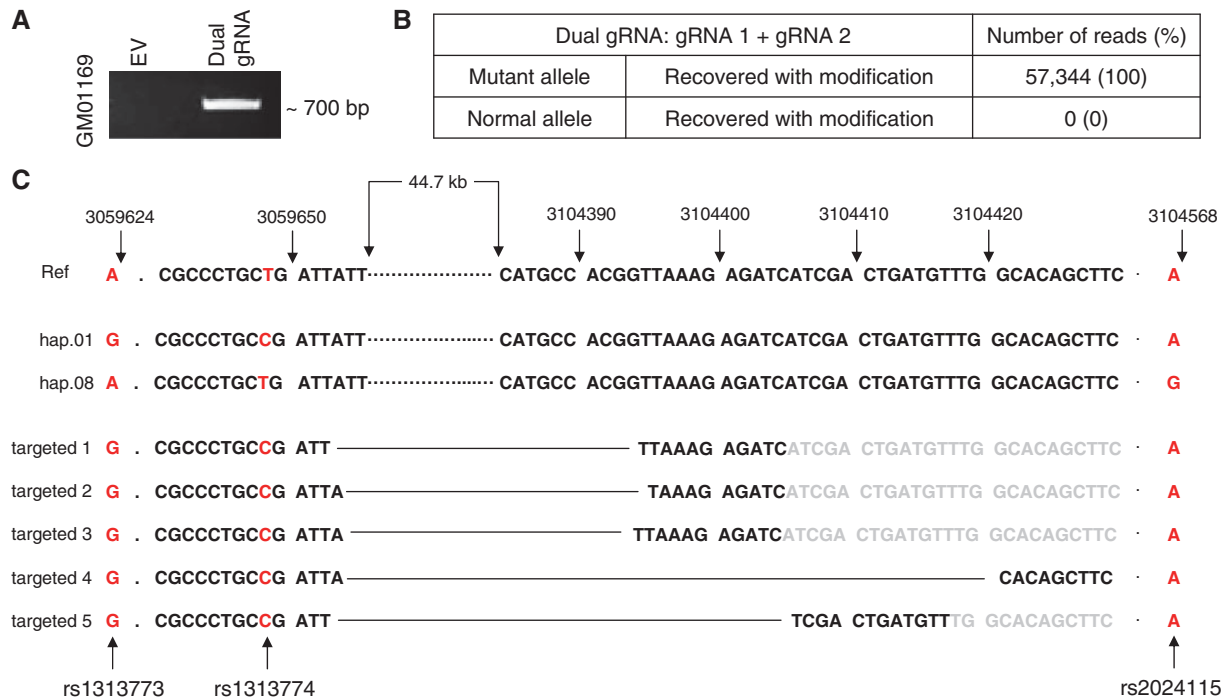 A
GM01169
EV
Dual
gRNA
~ 700 bp
B
Dual gRNA: gRNA 1 + gRNA 2 Number of reads (%)
Mutant allele Recovered with modification 57,344 (100)
Normal allele Recovered with modification 0 (0)
C
44.7 kb
3059624 3059650 3104390 3104400 3104410 3104420 3104568
Ref A . CGCCCTGCTG ATTATT CATGCC ACGGTTAAAG AGATCATCGA CTGATGTTTG GCACAGCTTC · A
hap.01 G . CGCCCTGCCG ATTATT CATGCC ACGGTTAAAG AGATCATCGA CTGATGTTTG GCACAGCTTC · A
hap.08 A . CGCCCTGCTG ATTATT CATGCC ACGGTTAAAG AGATCATCGA CTGATGTTTG GCACAGCTTC · G
targeted 1 G . CGCCCTGCCG ATT TTAAAG AGATCATCGA CTGATGTTTG GCACAGCTTC · A
targeted 2 G . CGCCCTGCCG ATTA TAAAG AGATCATCGA CTGATGTTTG GCACAGCTTC · A
targeted 3 G . CGCCCTGCCG ATTA TTAAAG AGATCATCGA CTGATGTTTG GCACAGCTTC · A
targeted 4 G . CGCCCTGCCG ATTA CACAGCTTC · A
targeted 5 G . CGCCCTGCCG ATT TCGA CTGATGTTTG GCACAGCTTC · A
rs1313773 rs1313774 rs2024115